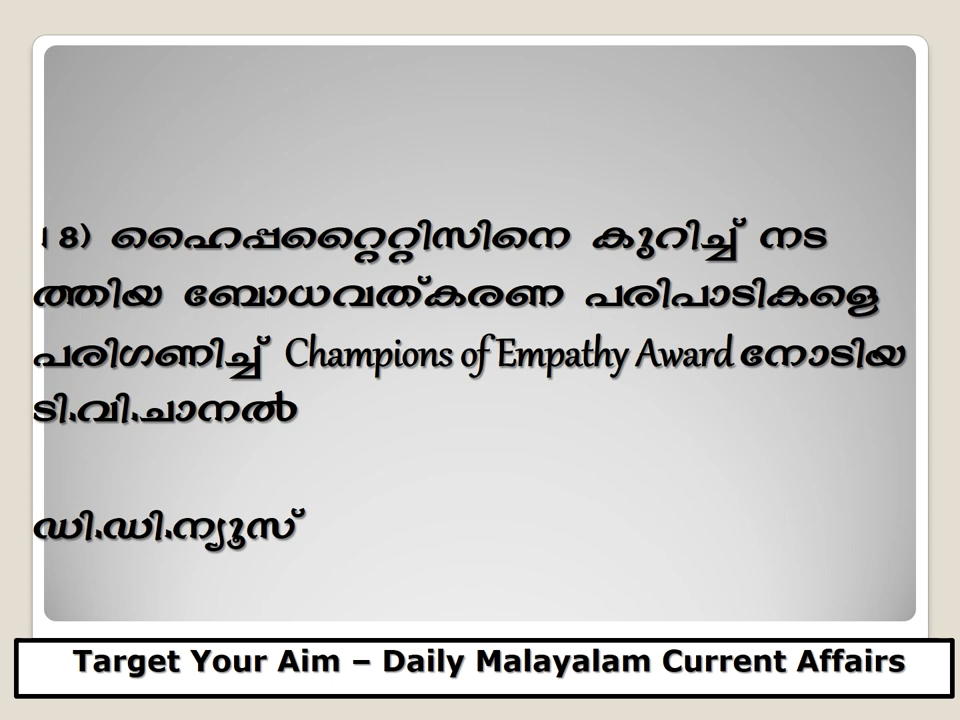 18) ഹൈപ്പറ്റൈറ്റിസിനെ കുറിച്ച് നട
ത്തിയ ബോധവത്കരണ പരിപാടികളെ
പരിഗണിച്ച് Champions of Empathy Award നോടിയ
ടി.വി.ചാനൽ
ഡി.ഡി.ന്യൂസ്
Target Your Aim – Daily Malayalam Current Affairs